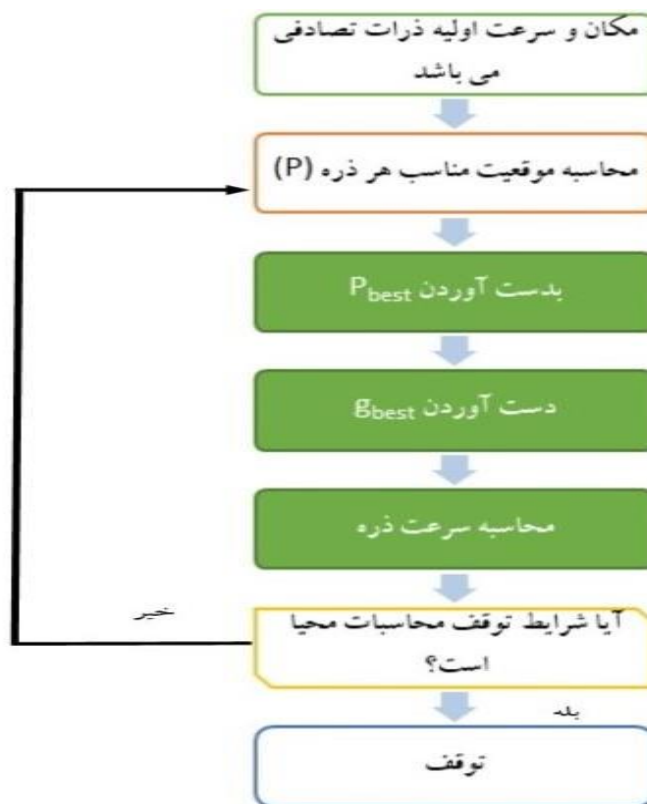 مکان و سرعت اولیه ذرات تصادفی
می باشد
محاسبه موقعیت مناسب هر ذره (P)
بدست آوردن Pbest
دست آوردن gbest
محاسبه سرعت ذره
آیا شرایط توقف محاسبات محیا
است؟
خیر
بله
توقف